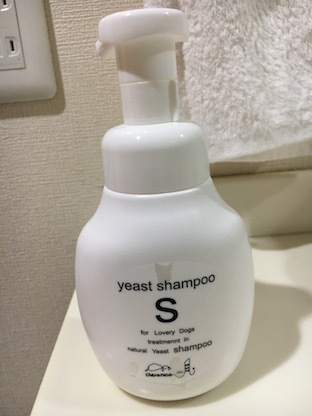 yeast shampoo
S
for Lovery Dogs
treatmennt in
natural Yeast shampoo